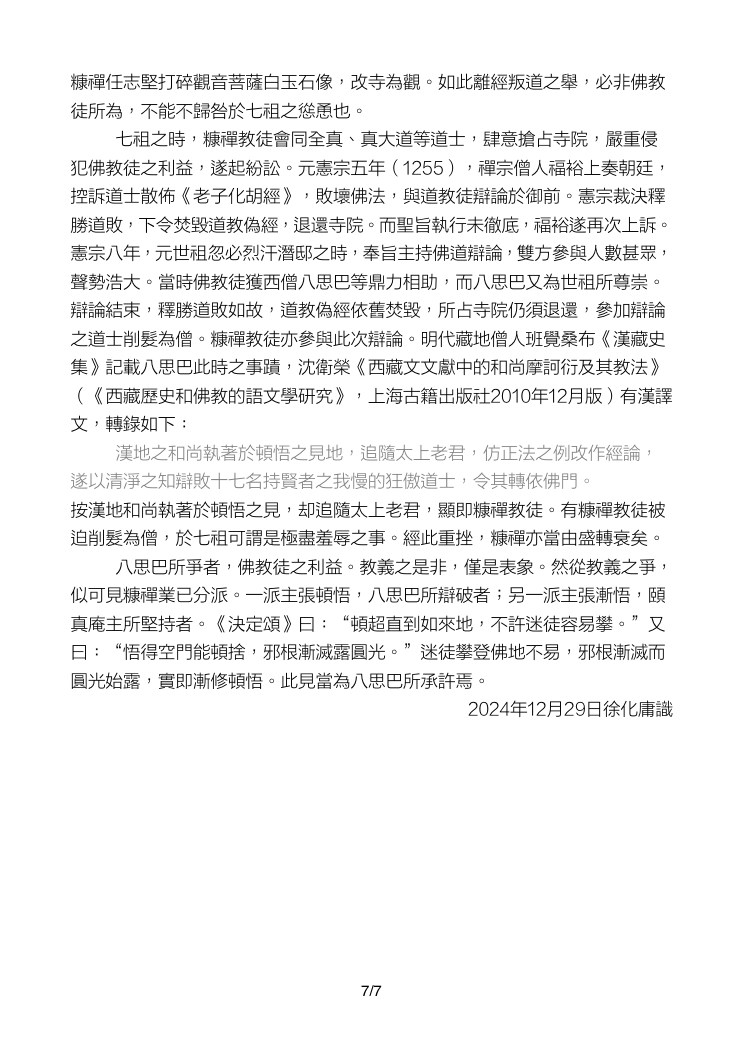 糠禪任志堅打碎觀音菩薩白玉石像，改寺為觀。如此離經叛道之舉，必非佛教
徒所為，不能不歸咎於七祖之慫恿也。
七祖之時，糠禪教徒會同全真、真大道等道士，肆意搶占寺院，嚴重侵
犯佛教徒之利益，遂起紛訟。元憲宗五年（1255），禪宗僧人福裕上奏朝廷，
控訴道士散佈《老子化胡經》，敗壞佛法，與道教徒辯論於御前。憲宗裁決釋
勝道敗，下令焚毀道教偽經，退還寺院。而聖旨執行未徹底，福裕遂再次上訴。
憲宗八年，元世祖忽必烈汗潛邸之時，奉旨主持佛道辯論，雙方參與人數甚眾，
聲勢浩大。當時佛教徒獲西僧八思巴等鼎力相助，而八思巴又為世祖所尊崇。
辯論結束，釋勝道敗如故，道教偽經依舊焚毀，所占寺院仍須退還，參加辯論
之道士削髮為僧。糠禪教徒亦參與此次辯論。明代藏地僧人班覺桑布《漢藏史
集》記載八思巴此時之事蹟，沈衛榮《西藏文文獻中的和尚摩訶衍及其教法》
（《西藏歷史和佛教的語文學研究》，上海古籍出版社2010年12月版）有漢譯
文，轉錄如下：
漢地之和尚執著於頓悟之見地，追隨太上老君，仿正法之例改作經論，
遂以清淨之知辯敗十七名持賢者之我慢的狂傲道士，令其轉依佛門。
按漢地和尚執著於頓悟之見，却追隨太上老君，顯即糠禪教徒。有糠禪教徒被
迫削髮為僧，於七祖可謂是極盡羞辱之事。經此重挫，糠禪亦當由盛轉衰矣。
八思巴所爭者，佛教徒之利益。教義之是非，僅是表象。然從教義之爭，
似可見糠禪業已分派。一派主張頓悟，八思巴所辯破者；另一派主張漸悟，頤
真庵主所堅持者。《決定頌》曰：“頓超直到如來地，不許迷徒容易攀。”又
曰：“悟得空門能頓捨，邪根漸滅露圓光。”迷徒攀登佛地不易，邪根漸滅而
圓光始露，實即漸修頓悟。此見當為八思巴所承許焉。
2024年12月29日徐化庸識
7/7